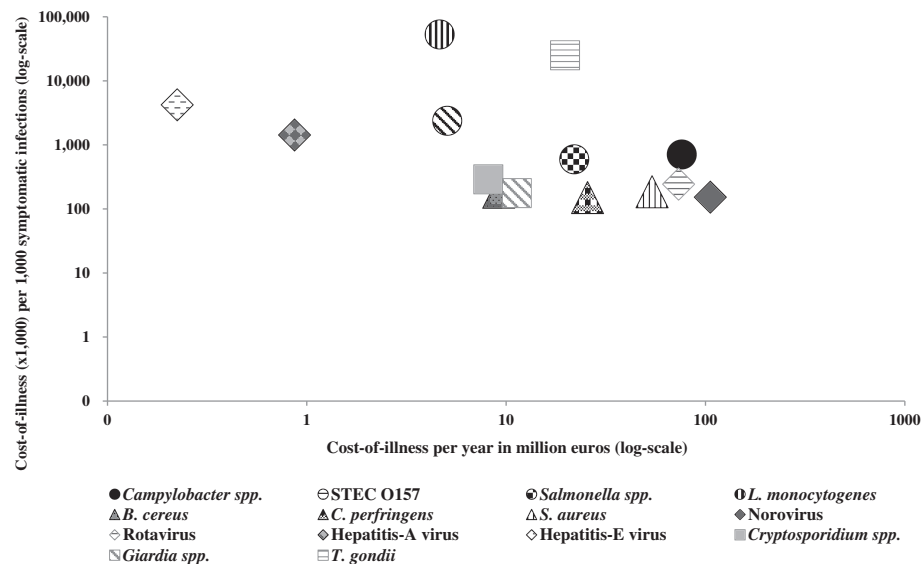 Cost-of-illness (x1,000) per 1,000 symptomatic infections (log-scale)
100,000
10,000
1,000
100
10
1
0
0 1 10 100 1000
Cost-of-illness per year in million euros (log-scale)
Campylobacter spp. STEC O157 Salmonella spp. L. monocytogenes
B. cereus C. perfringens S. aureus Norovirus
Rotavirus Hepatitis-A virus Hepatitis-E virus Cryptosporidium spp.
Giardia spp. T. gondii